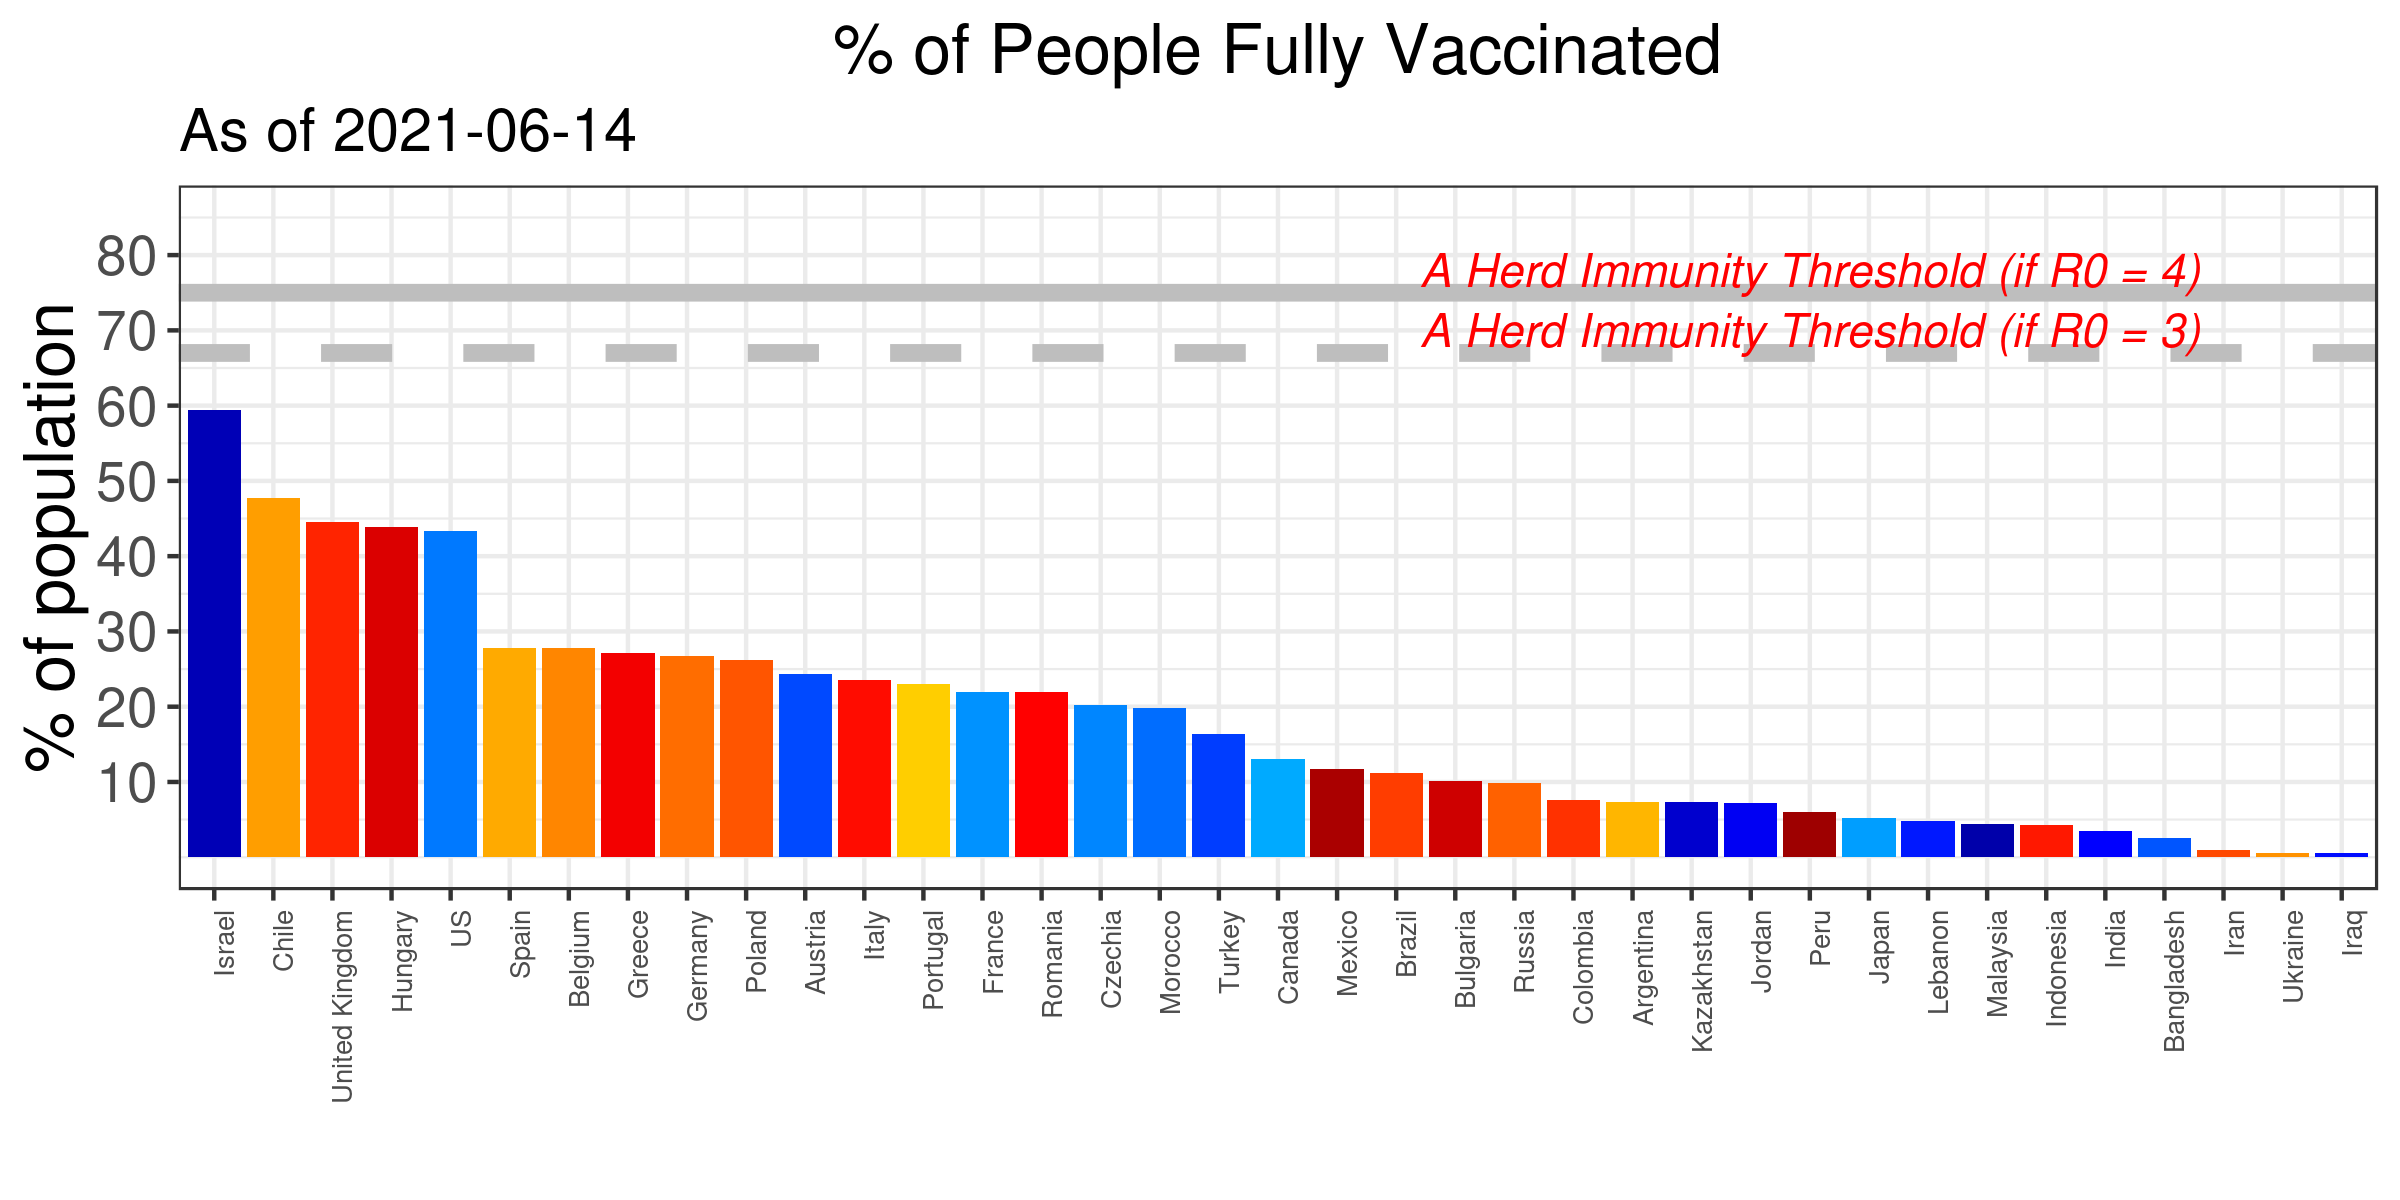 % of People Fully Vaccinated
As of 2021-06-14
% of population
80
70
60
50
40
30
20
10
A Herd Immunity Threshold (if R0 = 4)
A Herd Immunity Threshold (if R0 = 3)
Israel
Chile
United Kingdom
Hungary
US
Spain
Belgium
Greece
Germany
Poland
Austria
Italy
Portugal
France
Romania
Czechia
Morocco
Turkey
Canada
Mexico
Brazil
Bulgaria
Russia
Colombia
Argentina
Kazakhstan
Jordan
Peru
Japan
Lebanon
Malaysia
Indonesia
India
Bangladesh
Iran
Ukraine
Iraq